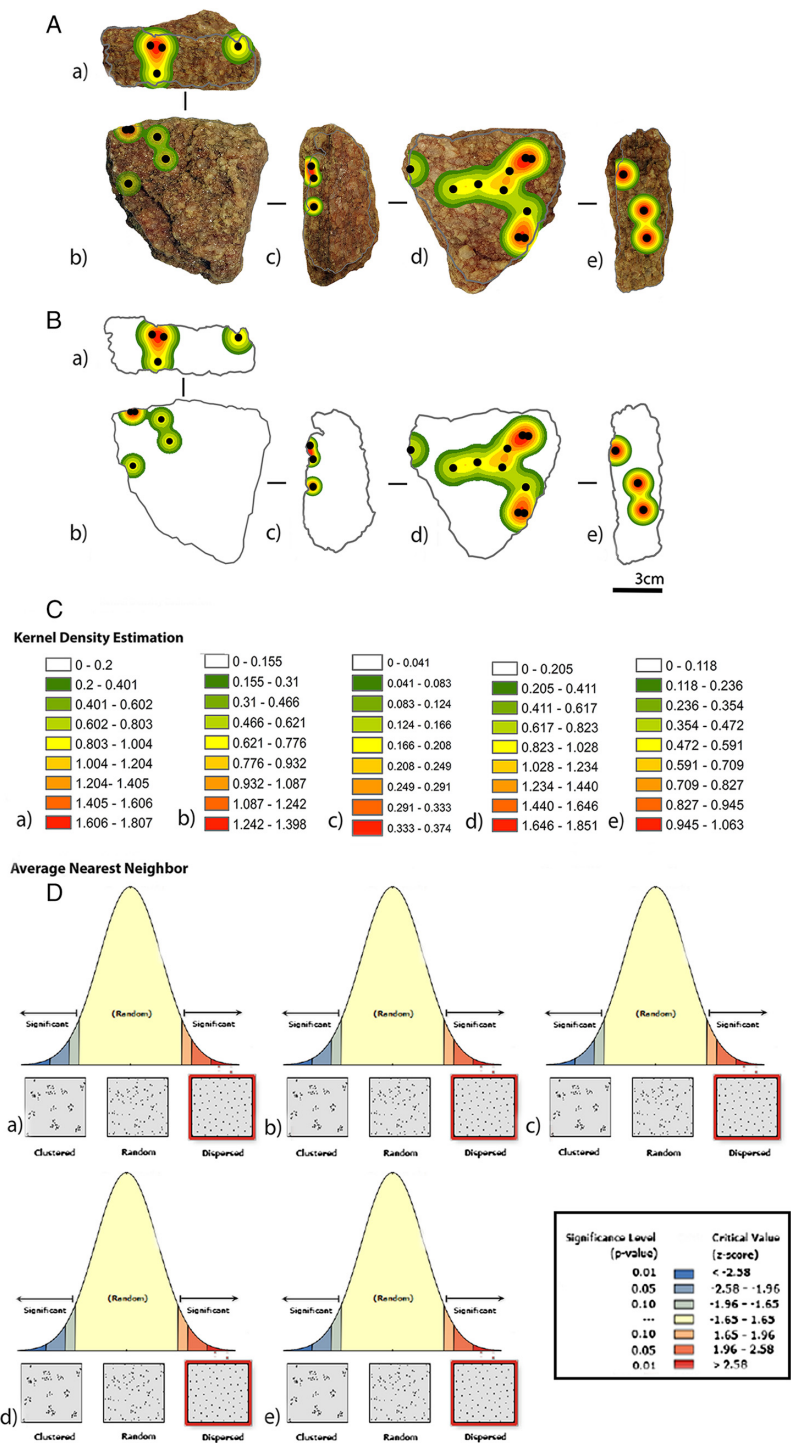 A
a)
b)
c)
d)
e)
B
a)
b)
c)
d)
e)
3cm
C
Kernel Density Estimation
0 - 0.2
0.2 - 0.401
0.401 - 0.602
0.602 - 0.803
0.803 - 1.004
1.004 - 1.204
1.204- 1.405
1.405 - 1.606
1.606 - 1.807
a)
0 - 0.155
0.155 - 0.31
0.31 - 0.466
0.466 - 0.621
0.621 - 0.776
0.776 - 0.932
0.932 - 1.087
1.087 - 1.242
1.242 - 1.398
b)
0 - 0.041
0.041 - 0.083
0.083 - 0.124
0.124 - 0.166
0.166 - 0.208
0.208 - 0.249
0.249 - 0.291
0.291 - 0.333
0.333 - 0.374
c)
0 - 0.205
0.205 - 0.411
0.411 - 0.617
0.617 - 0.823
0.823 - 1.028
1.028 - 1.234
1.234 - 1.440
1.440 - 1.646
1.646 - 1.851
d)
0 - 0.118
0.118 - 0.236
0.236 - 0.354
0.354 - 0.472
0.472 - 0.591
0.591 - 0.709
0.709 - 0.827
0.827 - 0.945
0.945 - 1.063
e)
Average Nearest Neighbor
D
Significant
(Random)
Significant
a)
Clustered
Random
Dispersed
Significant
(Random)
Significant
b)
Clustered
Random
Dispersed
Significant
(Random)
Significant
c)
Clustered
Random
Dispersed
Significant
(Random)
Significant
d)
Clustered
Random
Dispersed
Significant
(Random)
Significant
e)
Clustered
Random
Dispersed
Significance Level Critical Value
(p-value) (z-score)
0.01 < -2.58
0.05 -2.58 - -1.96
0.10 -1.96 - -1.65
--- -1.65 - 1.65
0.10 1.65 - 1.96
0.05 1.96 - 2.58
0.01 > 2.58